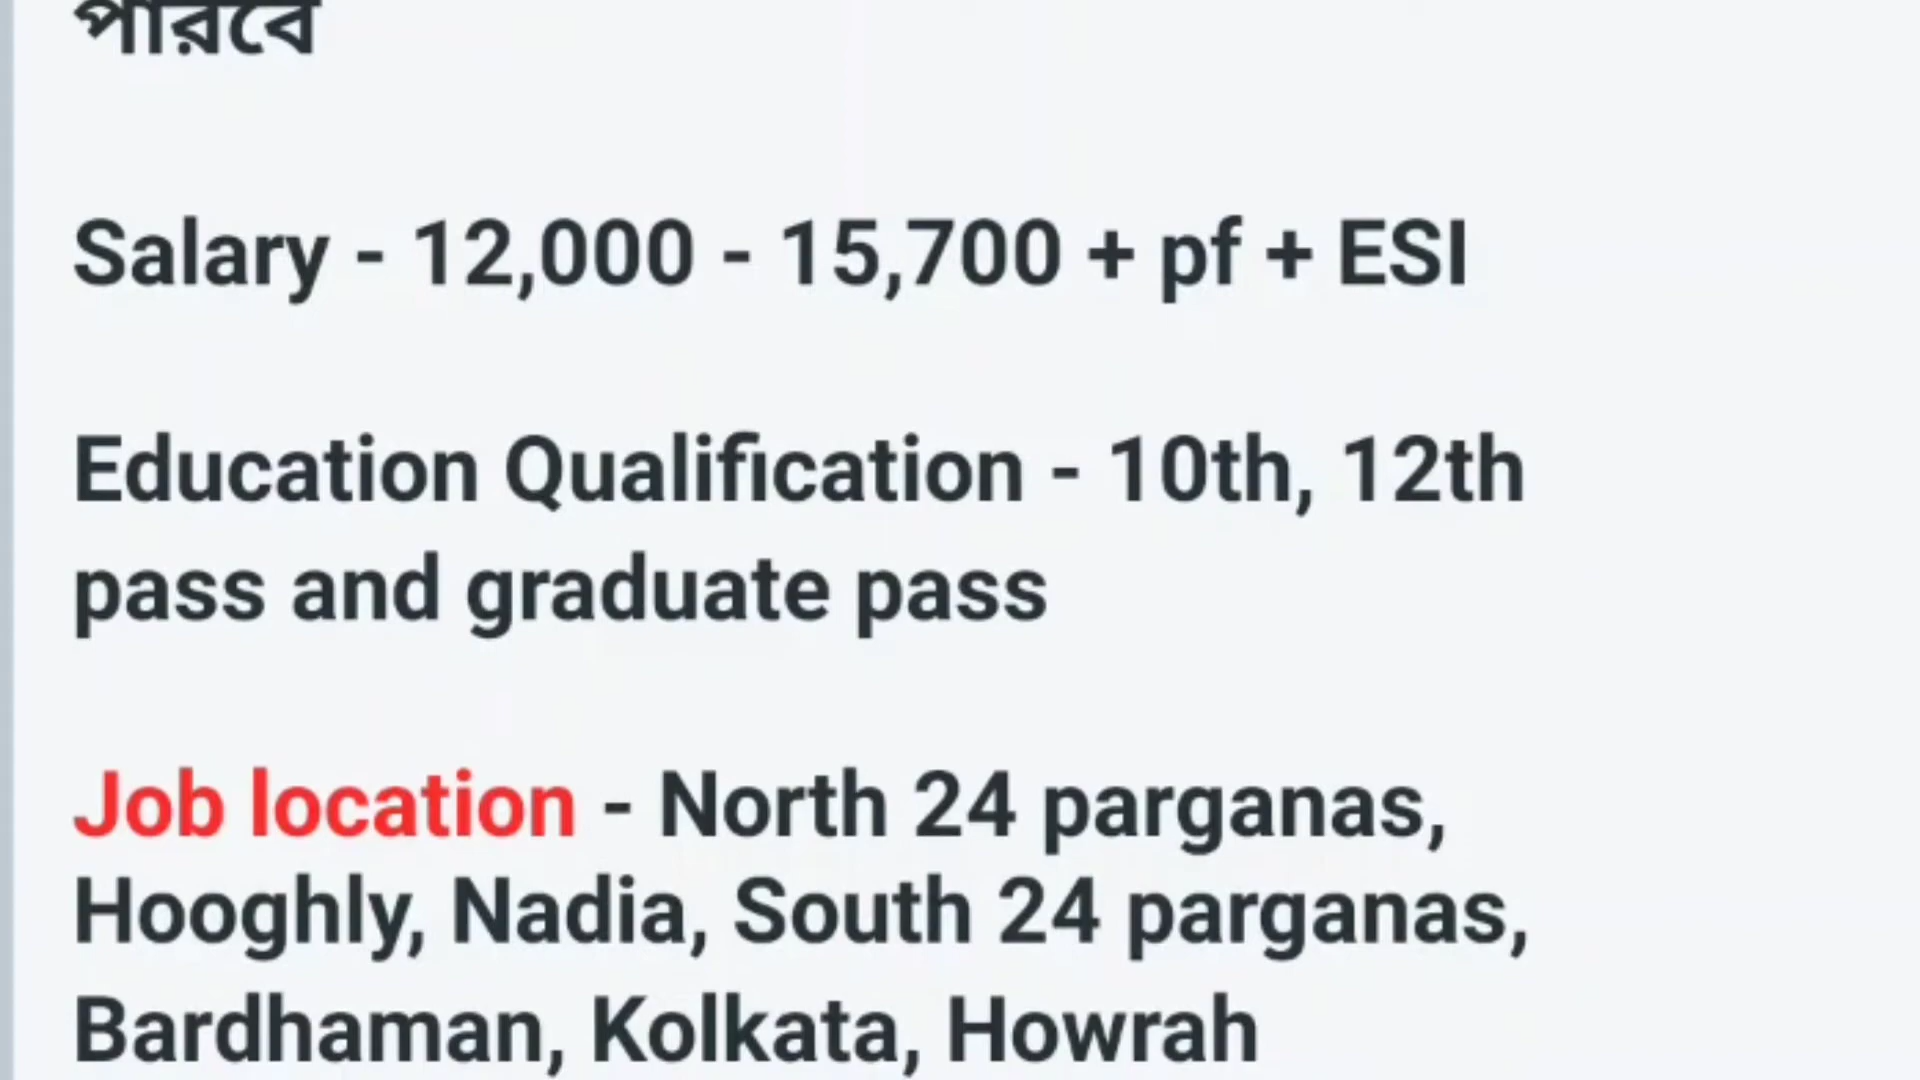 পারবে
Salary - 12,000 - 15,700 + pf + ESI
Education Qualification - 10th, 12th
pass and graduate pass
Job location - North 24 parganas,
Hooghly, Nadia, South 24 parganas,
Bardhaman, Kolkata, Howrah